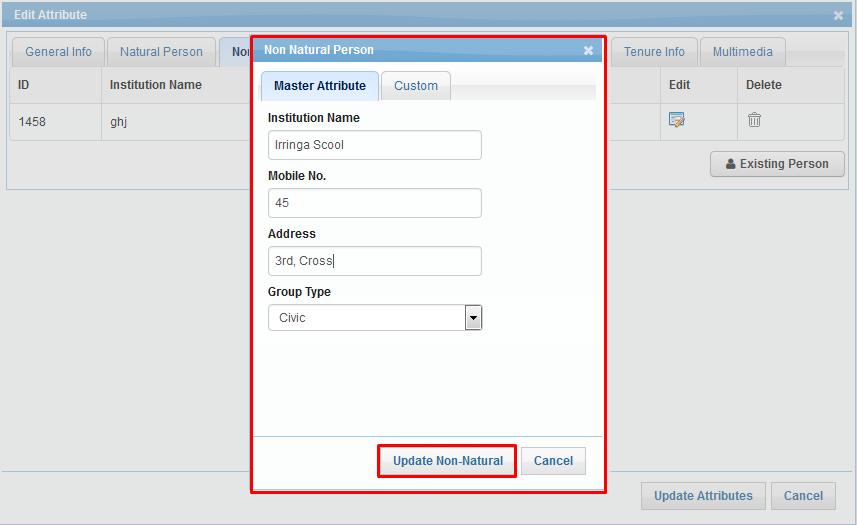 Edit Attribute
General Info
Natural Person
Non
Tenure Info
Multimedia
ID
Institution Name
Edit
Delete
1458
ghj
Existing Person
Non Natural Person
Master Attribute
Custom
Institution Name
Irringa Scool
Mobile No.
45
Address
3rd, Cross
Group Type
Civic
Update Non-Natural
Cancel
Update Attributes
Cancel